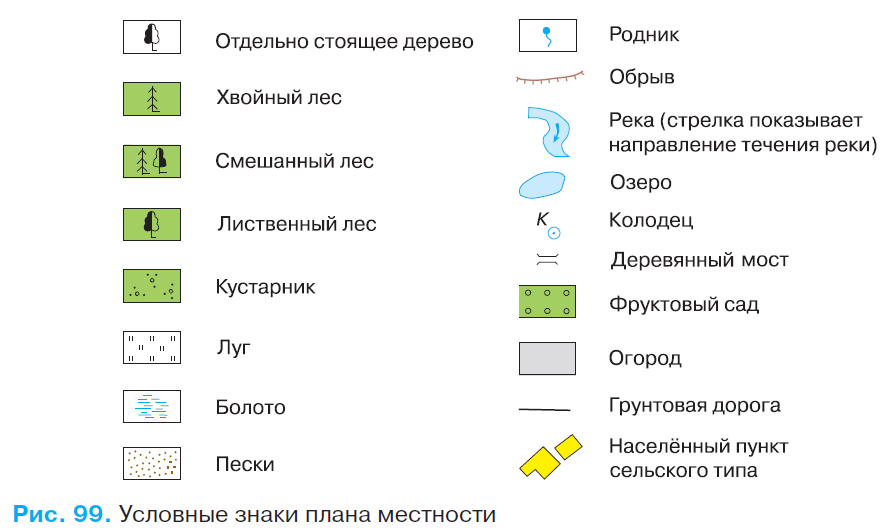 Отдельно стоящее дерево
Хвойный лес
Смешанный лес
Лиственный лес
Кустарник
Луг
Болото
Пески
Родник
Обрыв
Река (стрелка показывает
направление течения реки)
Озеро
К
Колодец
Деревянный мост
Фруктовый сад
Огород
Грунтовая дорога
Населённый пункт
сельского типа
Рис. 99. Условные знаки плана местности